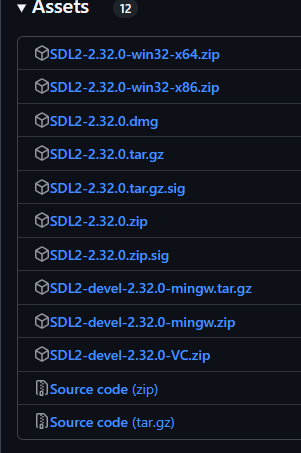 Assets 12
SDL2-2.32.0-win32-x64.zip
SDL2-2.32.0-win32-x86.zip
SDL2-2.32.0.dmg
SDL2-2.32.0.tar.gz
SDL2-2.32.0.tar.gz.sig
SDL2-2.32.0.zip
SDL2-2.32.0.zip.sig
SDL2-devel-2.32.0-mingw.tar.gz
SDL2-devel-2.32.0-mingw.zip
SDL2-devel-2.32.0-VC.zip
Source code (zip)
Source code (tar.gz)